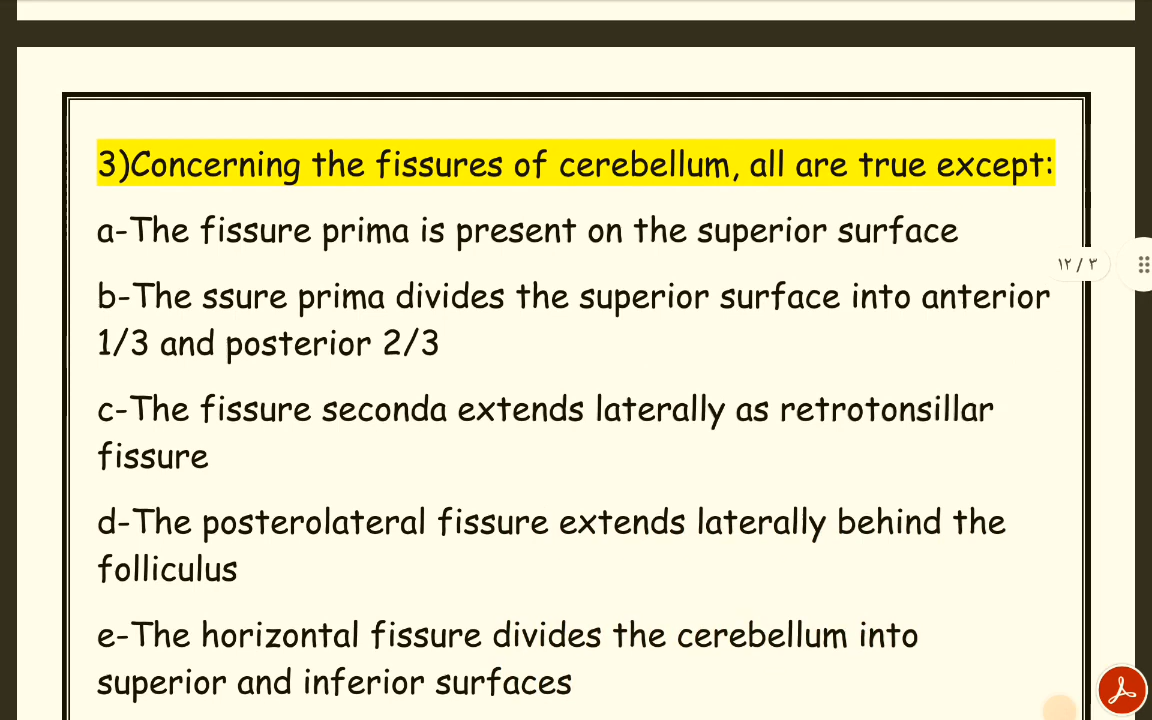 3)Concerning the fissures of cerebellum, all are true except:
a-The fissure prima is present on the superior surface
١٢ / ٣
b-The ssure prima divides the superior surface into anterior
1/3 and posterior 2/3
c-The fissure seconda extends laterally as retrotonsillar
fissure
d-The posterolateral fissure extends laterally behind the
folliculus
e-The horizontal fissure divides the cerebellum into
superior and inferior surfaces